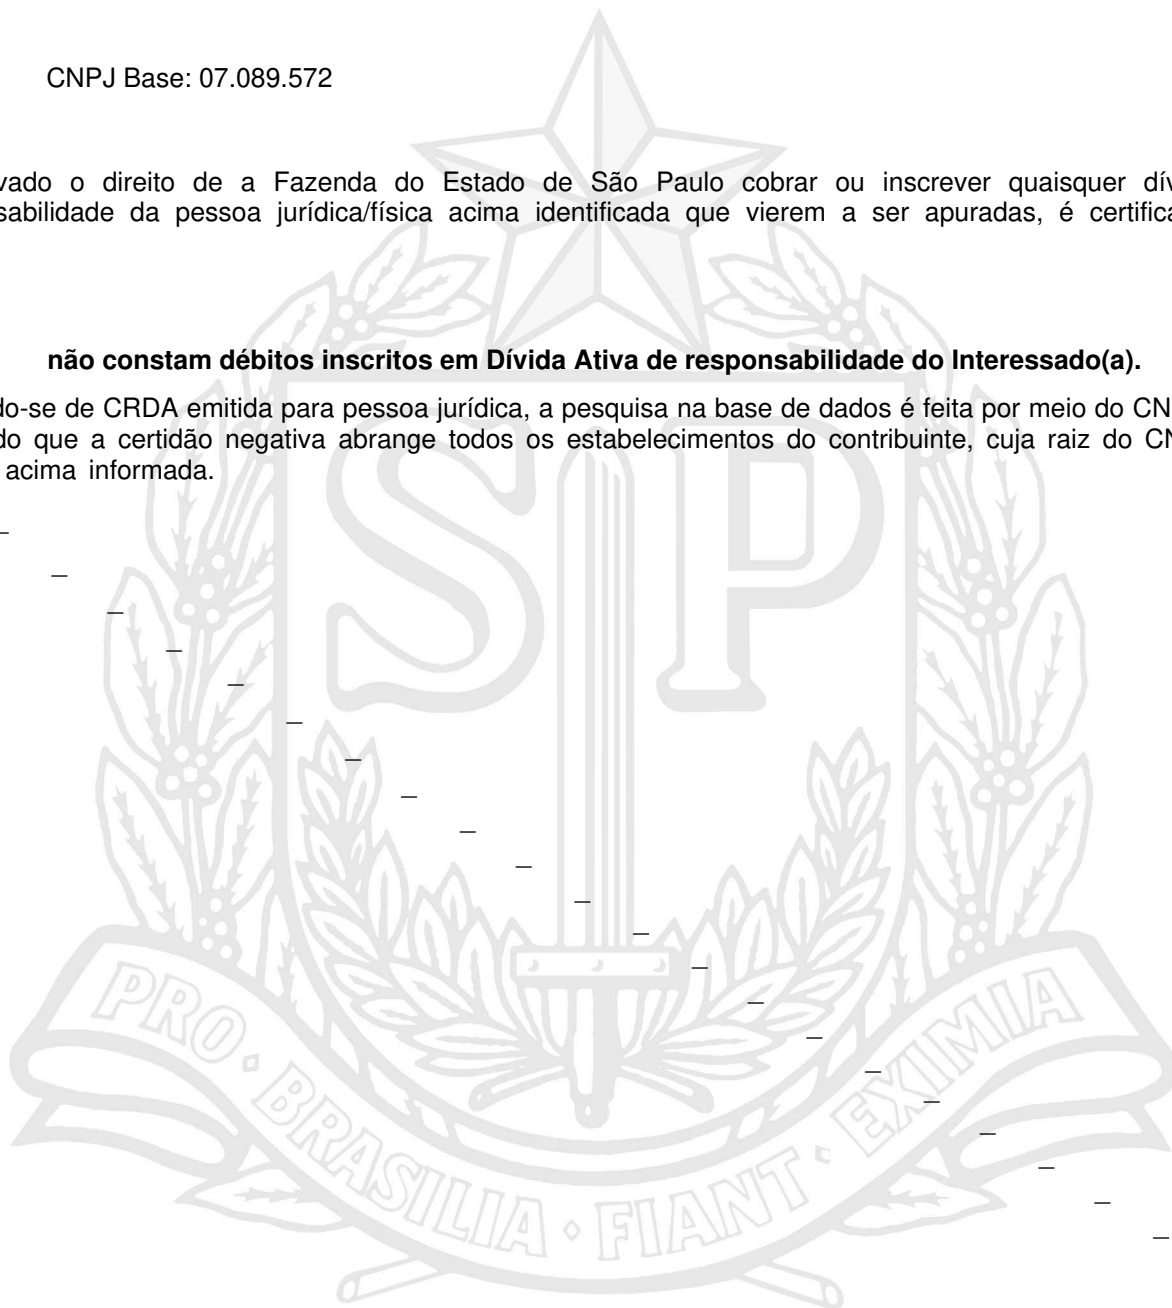 CNPJ Base: 07.089.572
vado o direito de a Fazenda do Estado de São Paulo cobrar ou inscrever quaisquer dív
sabilidade da pessoa jurídica/física acima identificada que vierem a ser apuradas, é certifica
não constam débitos inscritos em Dívida Ativa de responsabilidade do Interessado(a).
do-se de CRDA emitida para pessoa jurídica, a pesquisa na base de dados é feita por meio do CN
do que a certidão negativa abrange todos os estabelecimentos do contribuinte, cuja raiz do CN
acima informada.
SP
PRO · BRASILIA · FIANT · EXIMIA